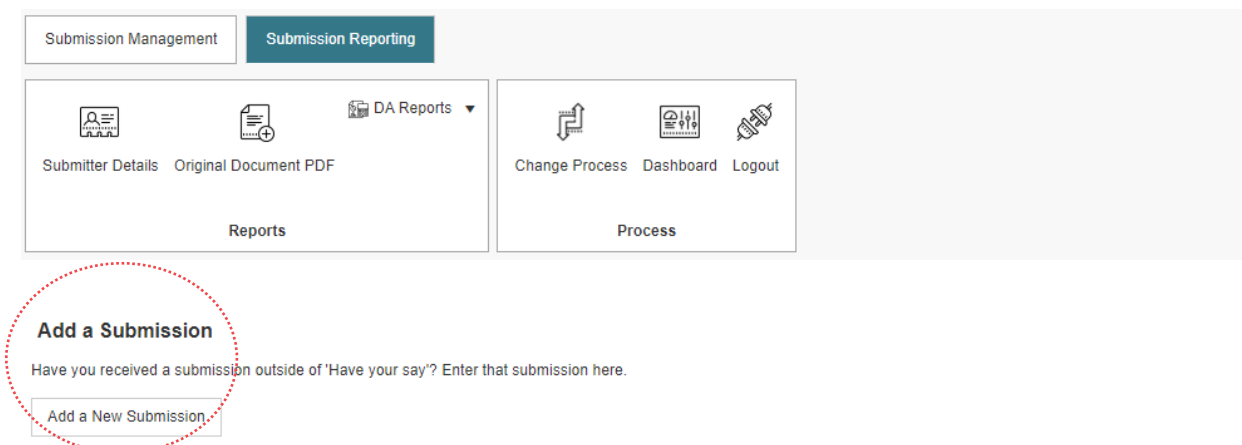 Submission Management
Submission Reporting
Submitter Details
Original Document PDF
DA Reports
Reports
Change Process
Dashboard
Logout
Process
Add a Submission
Have you received a submission outside of 'Have your say'? Enter that submission here.
Add a New Submission